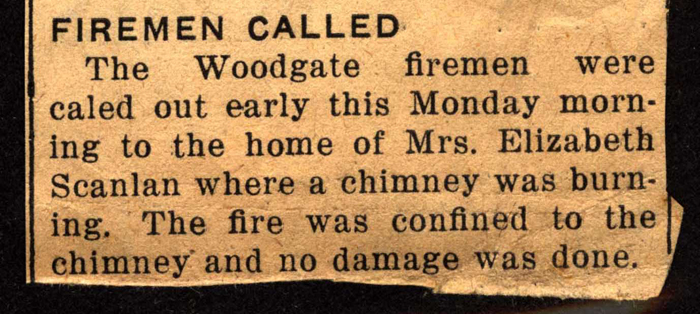 FIREMEN CALLED
The Woodgate firemen were
caled out early this Monday morn-
ing to the home of Mrs. Elizabeth
Scanlan where a chimney was burn-
ing. The fire was confined to the
chimney and no damage was done.